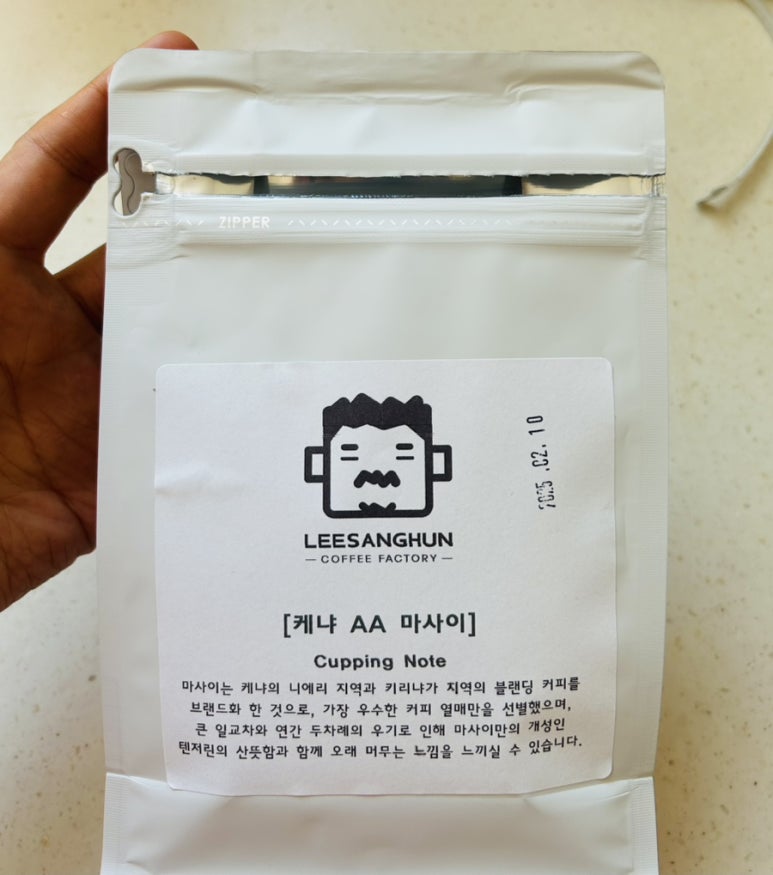 ZIPPER
2025.02.10
LEESANGHUN
— COFFEE FACTORY —
[케냐 AA 마사이]
Cupping Note
마사이는 케냐의 니에리 지역과 키리냐가 지역의 블랜딩 커피를
브랜드화 한 것으로, 가장 우수한 커피 열매만을 선별했으며,
큰 일교차와 연간 두차례의 우기로 인해 마사이만의 개성인
텐저린의 산뜻함과 함께 오래 머무는 느낌을 느끼실 수 있습니다.